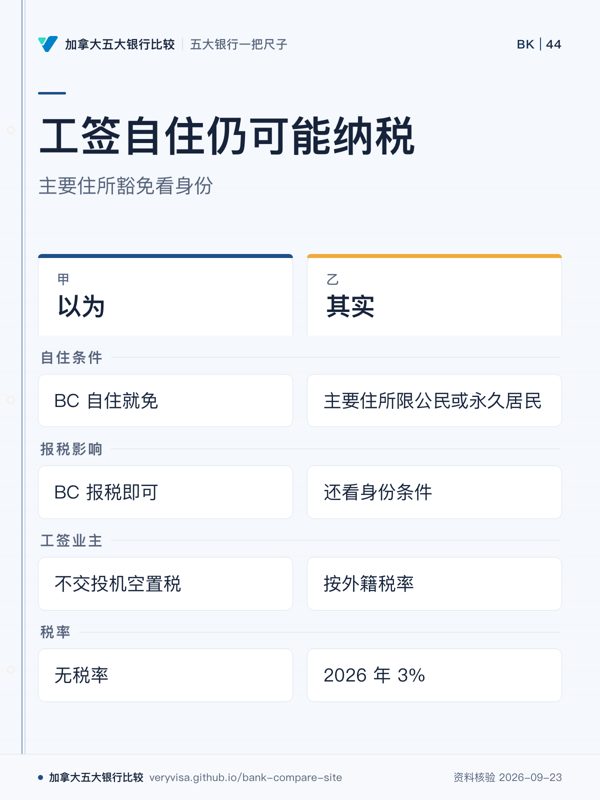 加拿大五大银行比较 五大银行一把尺子 BK | 44
工签自住仍可能纳税
主要住所豁免看身份
甲 乙
以为 其实
自住条件
BC 自住就免 主要住所限公民或永久居民
报税影响
BC 报税即可 还看身份条件
工签业主
不交投机空置税 按外籍税率
税率
无税率 2026 年 3%
加拿大五大银行比较 veryvisa.github.io/bank-compare-site 资料核验 2026-09-23